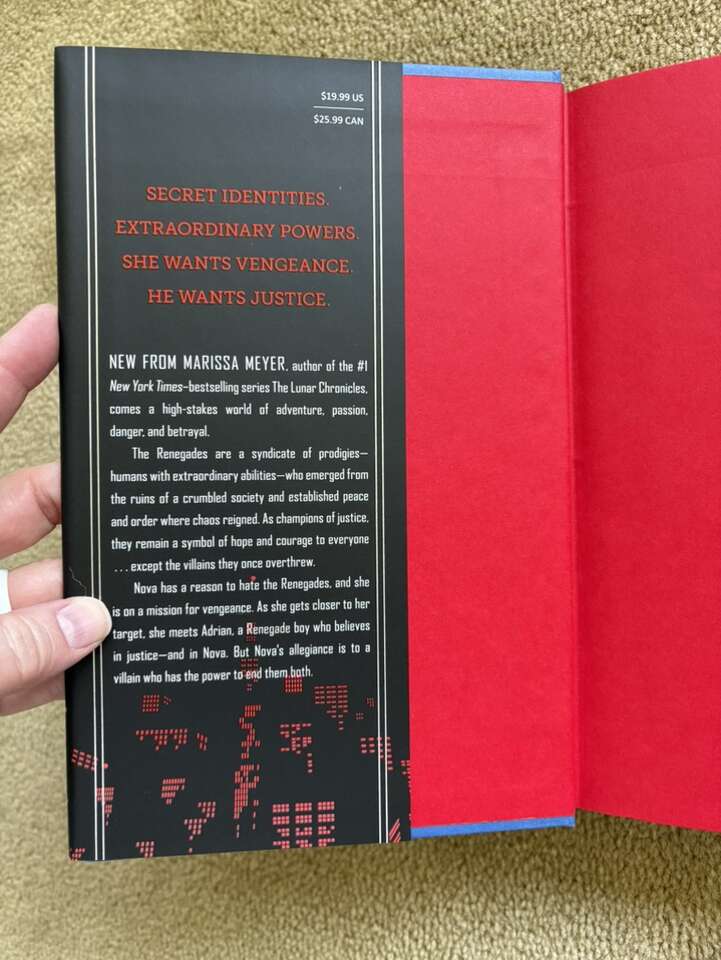 $19.99 US
$25.99 CAN
SECRET IDENTITIES.
EXTRAORDINARY POWERS.
SHE WANTS VENGEANCE.
HE WANTS JUSTICE.
NEW FROM MARISSA MEYER, author of the #1
New York Times–bestselling series The Lunar Chronicles,
comes a high-stakes world of adventure, passion,
danger, and betrayal.
The Renegades are a syndicate of prodigies—
humans with extraordinary abilities—who emerged from
the ruins of a crumbled society and established peace
and order where chaos reigned. As champions of justice,
they remain a symbol of hope and courage to everyone
. . . except the villains they once overthrew.
Nova has a reason to hate the Renegades, and she
is on a mission for vengeance. As she gets closer to her
target, she meets Adrian, a Renegade boy who believes
in justice—and in Nova. But Nova's allegiance is to a
villain who has the power to end them both.